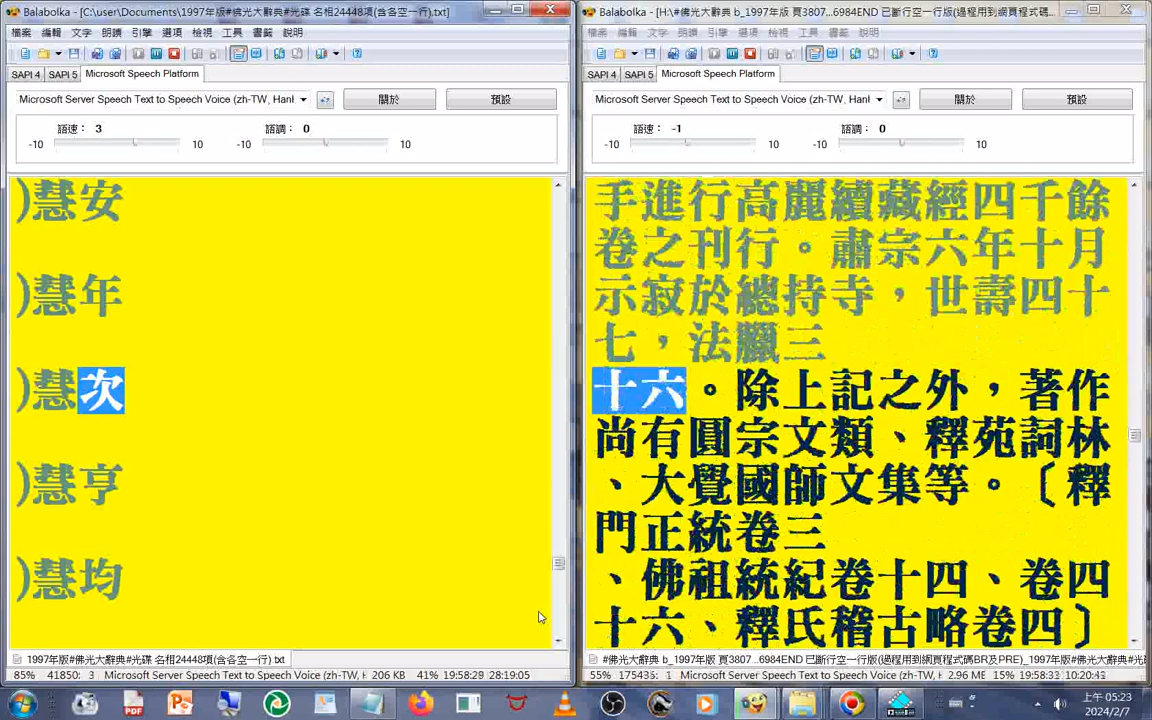 Balabolka - [C:\user\Documents\1997年版#佛光大辭典#光碟 名相24448項(含各空一行).txt]
檔案 編輯 文字 朗讀 引擎 選項 檢視 工具 書籤 說明
SAPI 4 SAPI 5 Microsoft Speech Platform
Microsoft Server Speech Text to Speech Voice (zh-TW, Hanl 關於 預設
語速： 3 語調： 0
-10 10 -10 10
)慧安
)慧年
)慧次
)慧亨
)慧均
1997年版#佛光大辭典#光碟 名相24448項(含各空一行).txt
85% 41850: 3 Microsoft Server Speech Text to Speech Voice (zh-TW, H 206 KB 41% 19:58:29 28:19:05
Balabolka - [H:\#佛光大辭典 b_1997年版 頁3807...6984END 已斷行空一行版(過程用到網頁程式碼
檔案 編輯 文字 朗讀 引擎 選項 檢視 工具 書籤 說明
SAPI 4 SAPI 5 Microsoft Speech Platform
Microsoft Server Speech Text to Speech Voice (zh-TW, Hanl 關於 預設
語速： -1 語調： 0
-10 10 -10 10
手進行高麗續藏經四千餘
卷之刊行。肅宗六年十月
示寂於總持寺，世壽四十
七，法臘三
十六。除上記之外，著作
尚有圓宗文類、釋苑詞林
、大覺國師文集等。〔釋
門正統卷三
、佛祖統紀卷十四、卷四
十六、釋氏稽古略卷四〕
#佛光大辭典 b_1997年版 頁3807...6984END 已斷行空一行版(過程用到網頁程式碼BR及PRE)_1997年版#佛光
55% 175435: 1 Microsoft Server Speech Text to Speech Voice (zh-TW, H 2.96 ME 15% 19:58:32
上午 05:23
2024/2/7